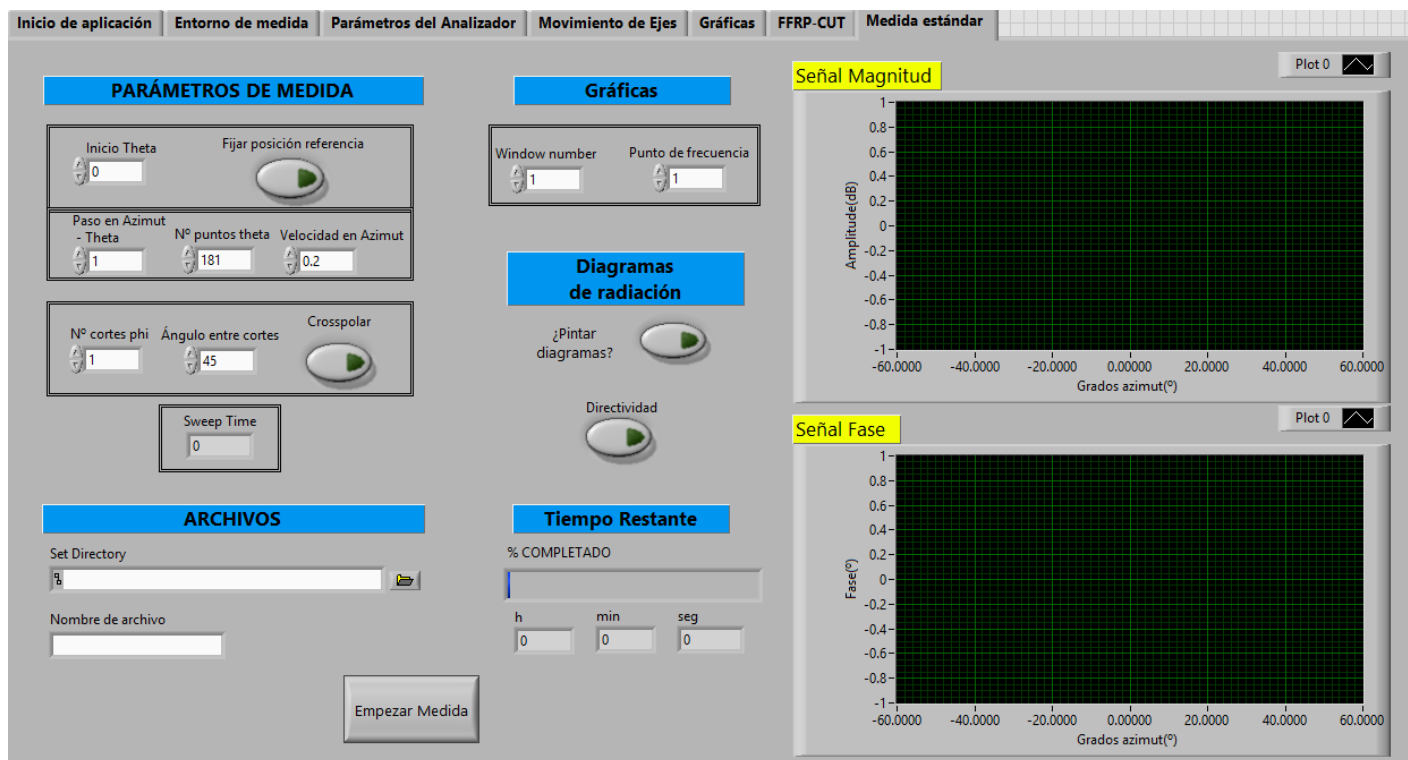 Inicio de aplicación
Entorno de medida
Parámetros del Analizador
Movimiento de Ejes
Gráficas
FFRP-CUT
Medida estándar
PARÁMETROS DE MEDIDA
Inicio Theta
Fijar posición referencia
0
Paso en Azimut
- Theta
Nº puntos theta
Velocidad en Azimut
1
181
0.2
Nº cortes phi
Ángulo entre cortes
Crosspolar
1
45
Sweep Time
0
ARCHIVOS
Set Directory
Nombre de archivo
Empezar Medida
Gráficas
Window number
Punto de frecuencia
1
1
Diagramas
de radiación
¿Pintar
diagramas?
Directividad
Tiempo Restante
% COMPLETADO
h
min
seg
0
0
0
Señal Magnitud
Plot 0
Amplitude(dB)
1
0.8
0.6
0.4
0.2
0
-0.2
-0.4
-0.6
-0.8
-1
-60.0000
-40.0000
-20.0000
0.00000
20.0000
40.0000
60.0000
Grados azimut(º)
Señal Fase
Plot 0
Fase(º)
1
0.8
0.6
0.4
0.2
0
-0.2
-0.4
-0.6
-0.8
-1
-60.0000
-40.0000
-20.0000
0.00000
20.0000
40.0000
60.0000
Grados azimut(º)